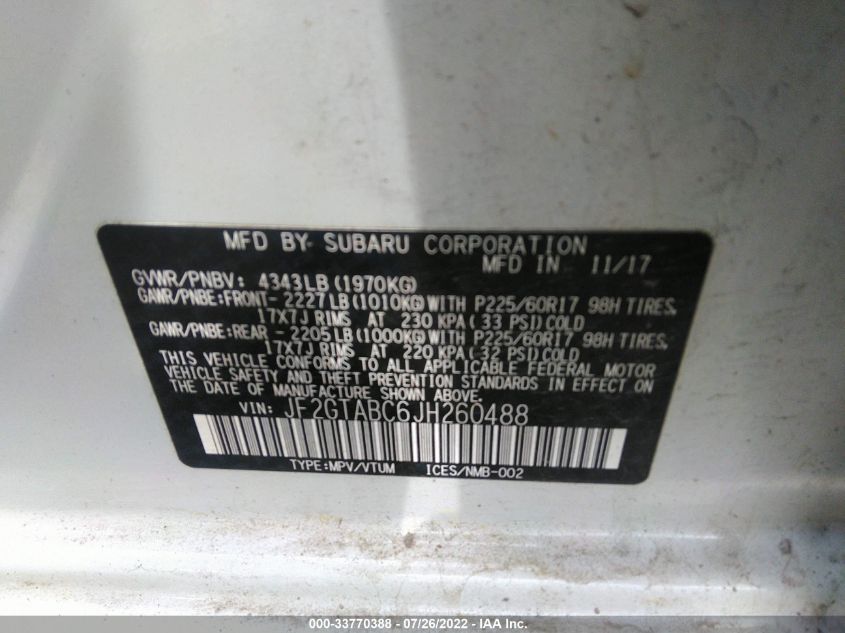 MFD BY SUBARU CORPORATION
MFD IN 11/17
GVWR/PNBV: 4343LB(1970KG)
GAWR/PNBE:FRONT- 2227LB(1010KG)WITH P225/60R17 98H TIRES,
17X7J RIMS AT 230 KPA( 33 PSI)COLD
GAWR/PNBE:REAR - 2205LB(1000KG)WITH P225/60R17 98H TIRES,
17X7J RIMS AT 220 KPA( 32 PSI)COLD
THIS VEHICLE CONFORMS TO ALL APPLICABLE FEDERAL MOTOR
VEHICLE SAFETY AND THEFT PREVENTION STANDARDS IN EFFECT ON
THE DATE OF MANUFACTURE SHOWN ABOVE.
VIN: JF2GTABC6JH260488
TYPE:MPV/VTUM ICES/NMB-002
000-33770388 - 07/26/2022 - IAA Inc.